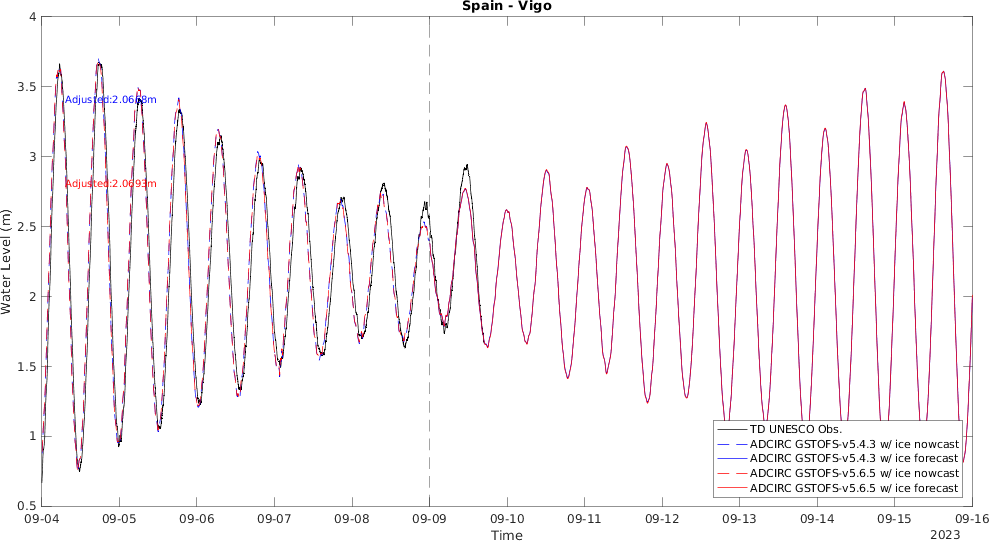 Spain - Vigo
4
3.5
3
2.5
2
1.5
1
0.5
Water Level (m)
Adjusted:2.0668m
Adjusted:2.0693m
TD UNESCO Obs.
ADCIRC GSTOFS-v5.4.3 w/ ice nowcast
ADCIRC GSTOFS-v5.4.3 w/ ice forecast
ADCIRC GSTOFS-v5.6.5 w/ ice nowcast
ADCIRC GSTOFS-v5.6.5 w/ ice forecast
09-04 09-05 09-06 09-07 09-08 09-09 09-10 09-11 09-12 09-13 09-14 09-15 09-16
Time
2023